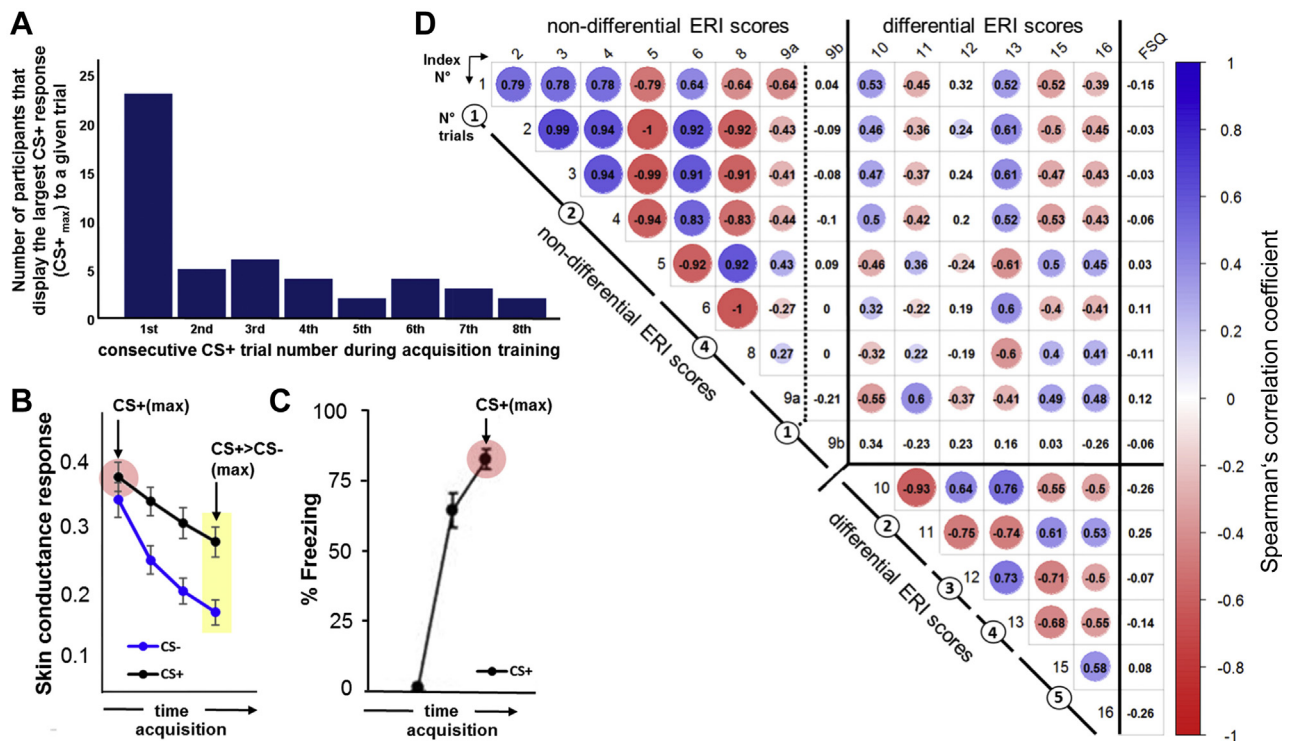 A
Number of participants that
display the largest CS+ response
(CS+ max) to a given trial
25
20
15
10
5
0
1st 2nd 3rd 4th 5th 6th 7th 8th
consecutive CS+ trial number during acquisition training
B
Skin conductance response
0.4
0.3
0.2
0.1
CS+(max)
CS+>CS-
(max)
CS-
CS+
time
acquisition
C
% Freezing
100
75
50
25
0
CS+(max)
CS+
time
acquisition
D
non-differential ERI scores
differential ERI scores
Index
N°
2 3 4 5 6 8 9a 9b 10 11 12 13 15 16 FSQ
1 0.79 0.78 0.78 -0.79 0.64 -0.64 -0.64 0.04 0.53 -0.45 0.32 0.52 -0.52 -0.39 -0.15
N°
trials
1
2 0.99 0.94 -1 0.92 -0.92 -0.43 -0.09 0.46 -0.36 0.24 0.61 -0.5 -0.45 -0.03
3 0.94 -0.99 0.91 -0.91 -0.41 -0.08 0.47 -0.37 0.24 0.61 -0.47 -0.43 -0.03
2
4 -0.94 0.83 -0.83 -0.44 -0.1 0.5 -0.42 0.2 0.52 -0.53 -0.43 -0.06
5 -0.92 0.92 0.43 0.09 -0.46 0.36 -0.24 -0.61 0.5 0.45 0.03
6 -1 -0.27 0 0.32 -0.22 0.19 0.6 -0.4 -0.41 0.11
4
8 0.27 0 -0.32 0.22 -0.19 -0.6 0.4 0.41 -0.11
9a -0.21 -0.55 0.6 -0.37 -0.41 0.49 0.48 0.12
1
9b 0.34 -0.23 0.23 0.16 0.03 -0.26 -0.06
non-differential ERI scores
10 -0.93 0.64 0.76 -0.55 -0.5 -0.26
2
11 -0.75 -0.74 0.61 0.53 0.25
3
12 0.73 -0.71 -0.5 -0.07
4
13 -0.68 -0.55 -0.14
15 0.58 0.08
5
16 -0.26
differential ERI scores
1
0.8
0.6
0.4
0.2
0
-0.2
-0.4
-0.6
-0.8
-1
Spearman's correlation coefficient